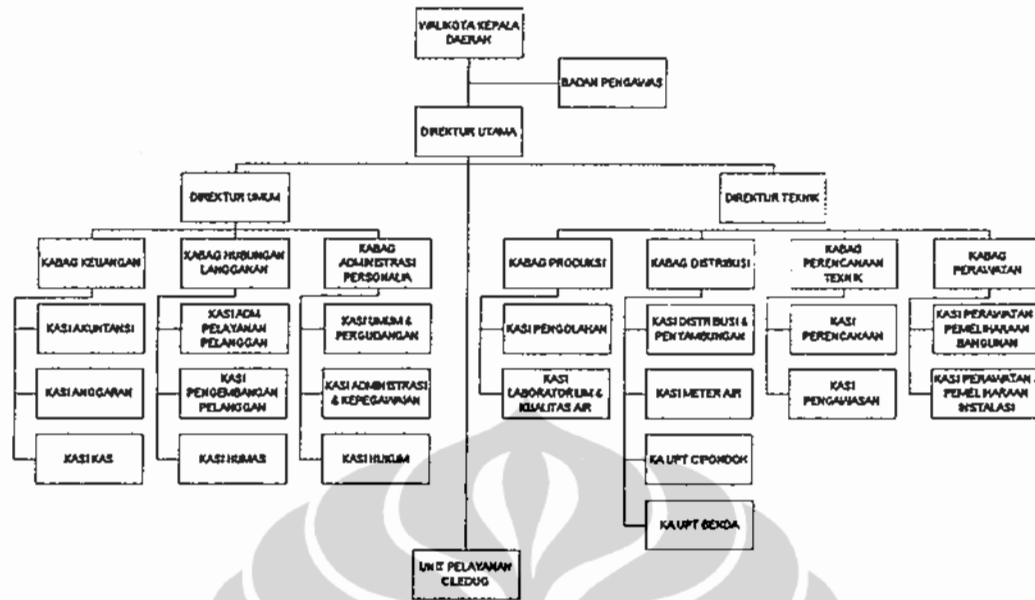 WALIKOTA KEPALA
DAERAH
BADAN PENGAWAS
DIREKTUR UTAMA
DIREKTUR UMUM
DIREKTUR TEKNIK
KABAG KEUANGAN
KABAG HUBUNGAN
LANGGANAN
KABAG
ADMINISTRASI
PERSONALIA
KABAG PRODUKSI
KABAG DISTRIBUSI
KABAG
PERENCANAAN
TEKNIK
KABAG
PERAWATAN
KASI AKUNTANSI
KASI ADM
PELAYANAN
PELANGGAN
KASI UMUM &
PERGUDANGAN
KASI PENGOLAHAN
KASI DISTRIBUSI &
PENYAMBUNGAN
KASI
PERENCANAAN
KASI PERAWATAN
PEMELIHARAAN
BANGUNAN
KASI ANGGARAN
KASI
PENGEMBANGAN
PELANGGAN
KASI ADMINISTRASI
& KEPEGAWAIAN
KASI
LABORATORIUM &
KUALITAS AIR
KASI METER AIR
KASI
PENGAWASAN
KASI PERAWATAN
PEMELIHARAAN
INSTALASI
KASI KAS
KASI HUMAS
KASI HUKUM
KA UPT CIPONDOH
KA UPT BENDA
UNIT PELAYANAN
CILEDUG